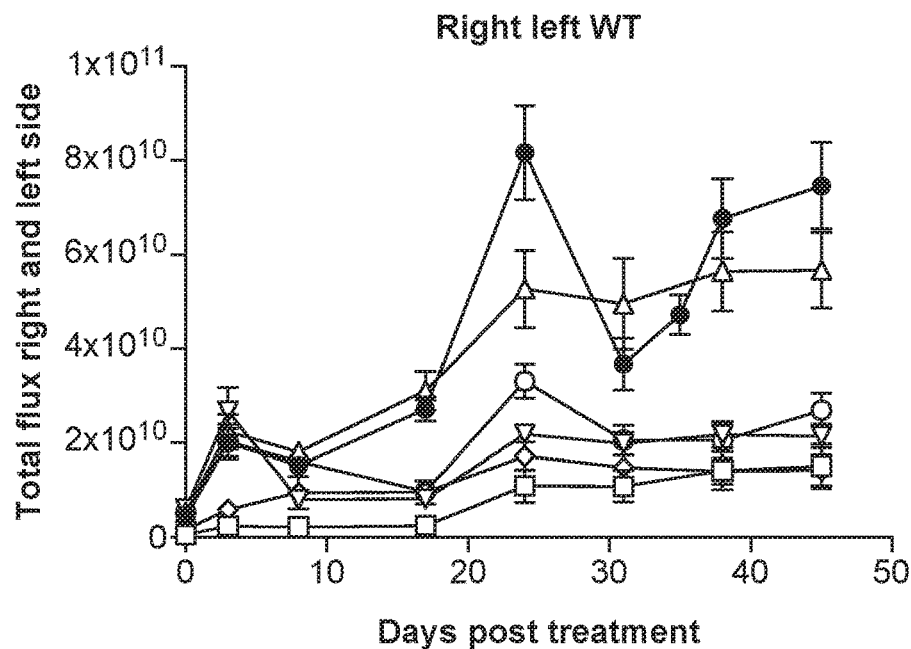 Right left WT
Total flux right and left side
1x10¹¹
8x10¹⁰
6x10¹⁰
4x10¹⁰
2x10¹⁰
0
0 10 20 30 40 50
Days post treatment